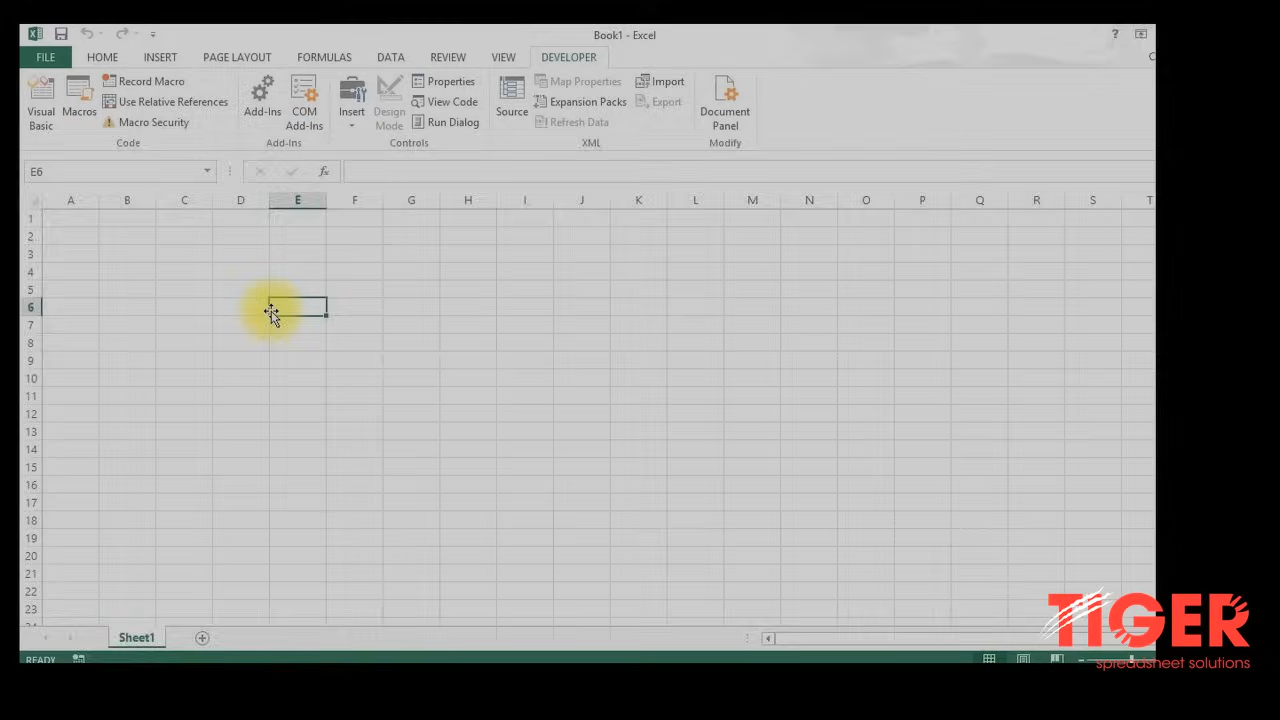 Book1 - Excel
?
FILE HOME INSERT PAGE LAYOUT FORMULAS DATA REVIEW VIEW DEVELOPER
Visual Basic
Macros
Record Macro
Use Relative References
Macro Security
Code
Add-Ins
COM Add-Ins
Add-Ins
Insert
Design Mode
Properties
View Code
Run Dialog
Controls
Source
Map Properties
Expansion Packs
Refresh Data
Import
Export
XML
Document Panel
Modify
E6
fx
A B C D E F G H I J K L M N O P Q R S T
1
2
3
4
5
6
7
8
9
10
11
12
13
14
15
16
17
18
19
20
21
22
23
Sheet1
READY
TIGER
spreadsheet solutions